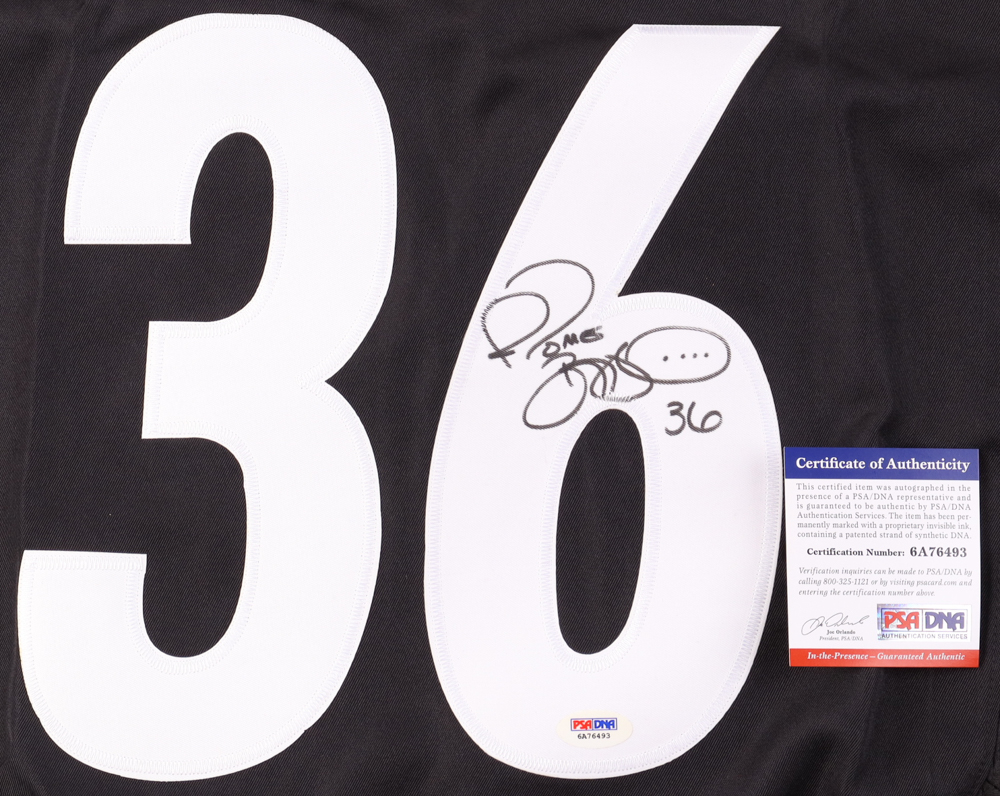 36
Jerome
36
Certificate of Authenticity
This certified item was autographed in the
presence of a PSA/DNA representative and
is guaranteed to be authentic by PSA/DNA
Authentication Services. The item has been per-
manently marked with a proprietary invisible ink,
containing a patented strand of synthetic DNA.
Certification Number: 6A76493
Verification inquiries can be made to PSA/DNA by
calling 800-325-1121 or by visiting psacard.com and
entering the certification number above.
Joe Orlando
President, PSA/DNA
PSA DNA
AUTHENTICATION SERVICES
In-the-Presence – Guaranteed Authentic
PSA DNA
6A76493